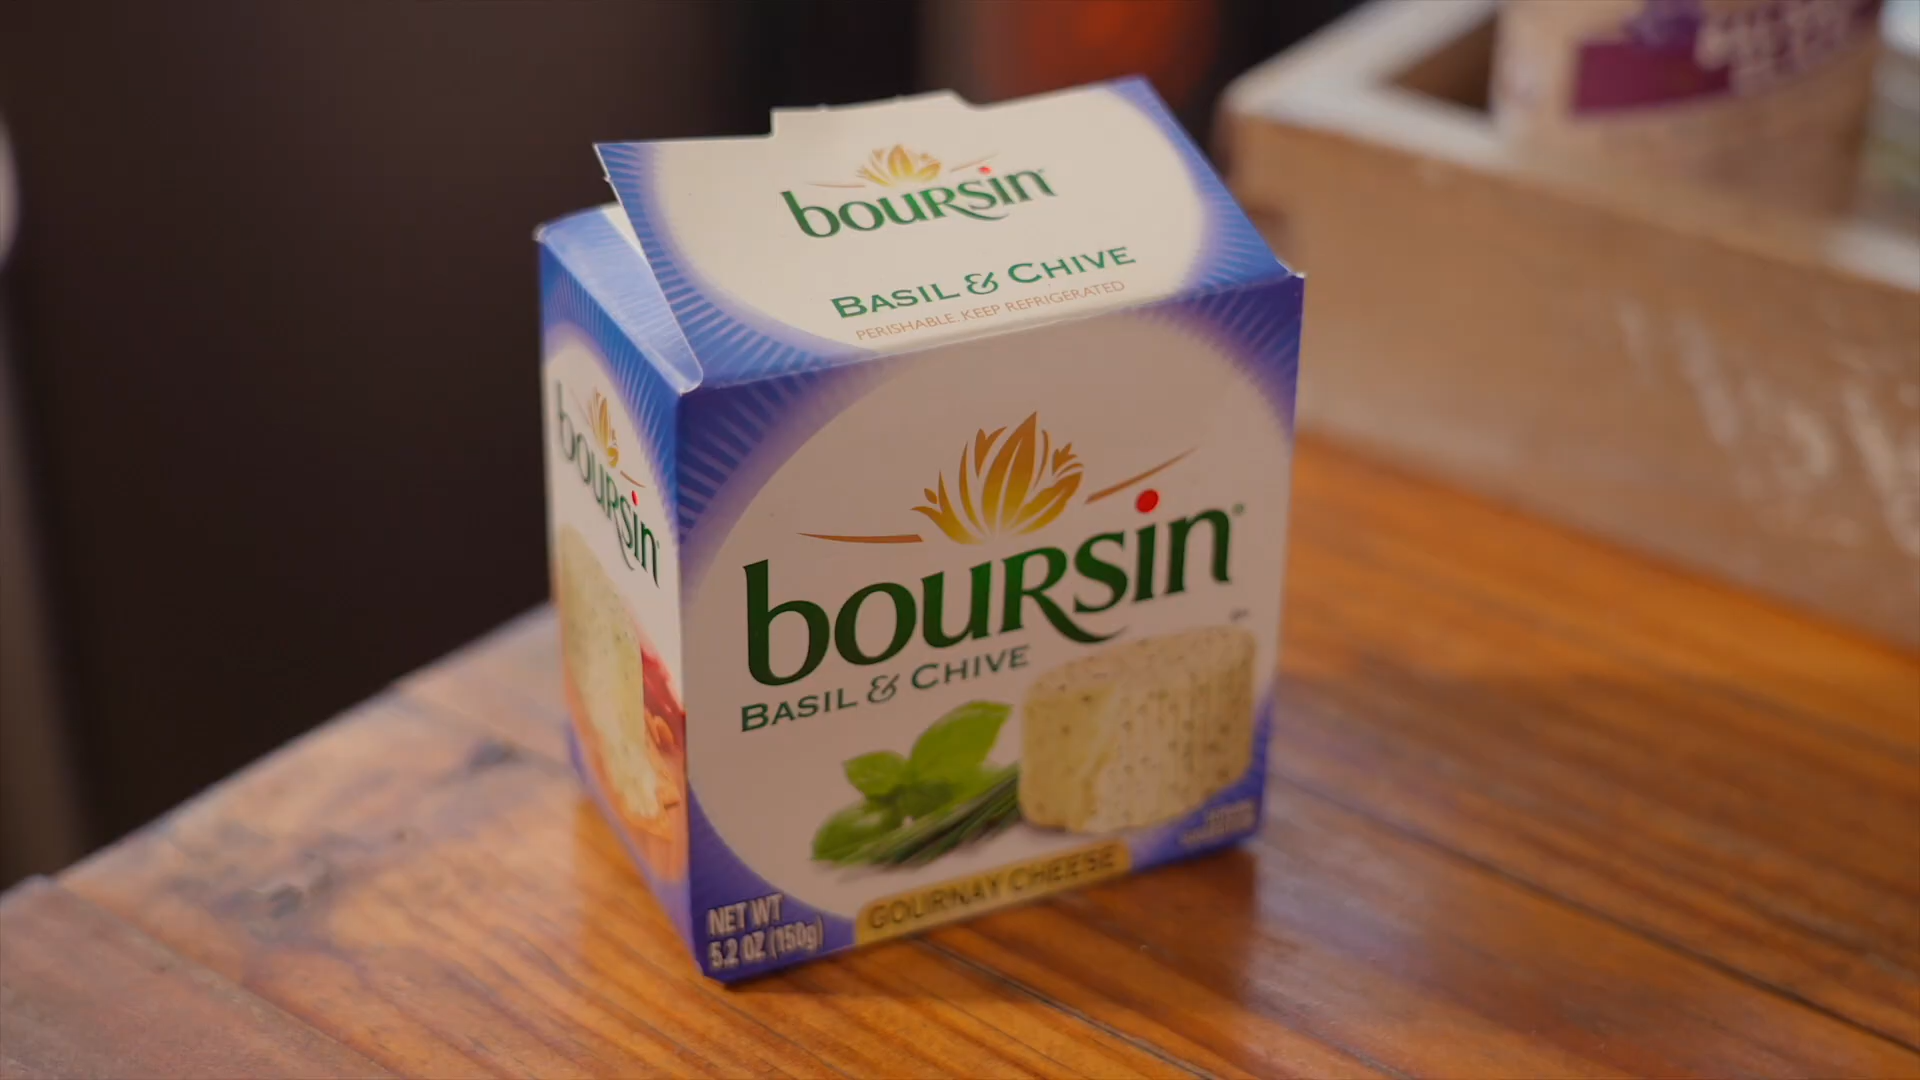 boursin
BASIL & CHIVE
PERISHABLE. KEEP REFRIGERATED
boursin
boursin
BASIL & CHIVE
GOURNAY CHEESE
NET WT
5.2 OZ (150g)